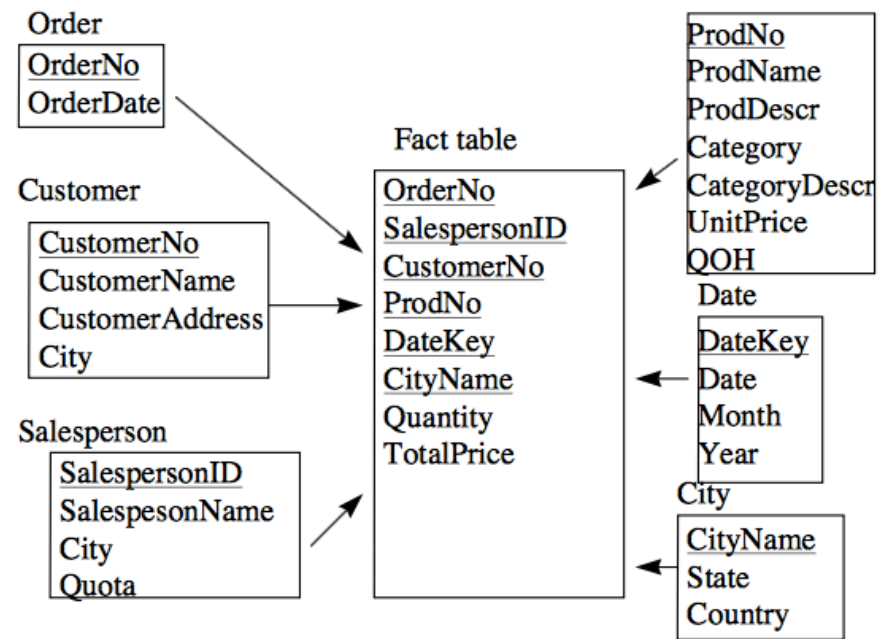 Order
OrderNo
OrderDate
Customer
CustomerNo
CustomerName
CustomerAddress
City
Salesperson
SalespersonID
SalespesonName
City
Quota
Fact table
OrderNo
SalespersonID
CustomerNo
ProdNo
DateKey
CityName
Quantity
TotalPrice
ProdNo
ProdName
ProdDescr
Category
CategoryDescr
UnitPrice
QOH
Date
DateKey
Date
Month
Year
City
CityName
State
Country